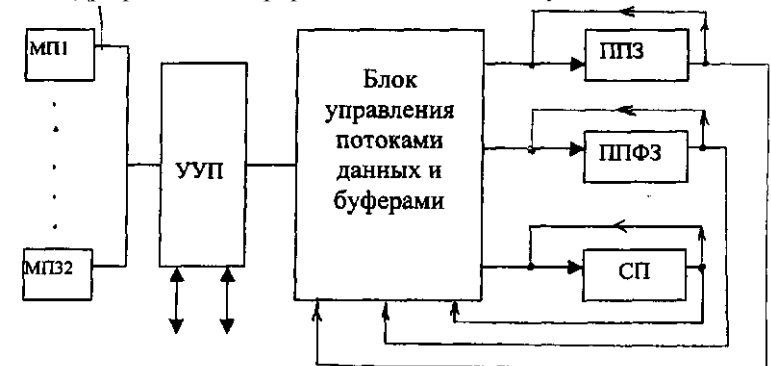 МП1
МП32
УУП
Блок
управления
потоками
данных и
буферами
ППЗ
ППФЗ
СП